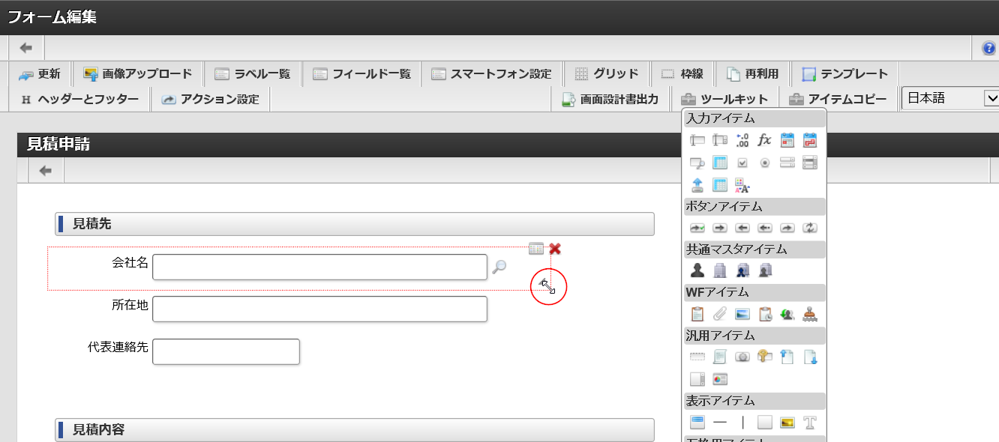 フォーム編集
更新 画像アップロード ラベル一覧 フィールド一覧 スマートフォン設定 グリッド 枠線 再利用 テンプレート
H ヘッダーとフッター アクション設定 画面設計書出力 ツールキット アイテムコピー 日本語
入力アイテム
見積申請
ボタンアイテム
見積先
共通マスタアイテム
会社名
WFアイテム
所在地
汎用アイテム
代表連絡先
表示アイテム
見積内容